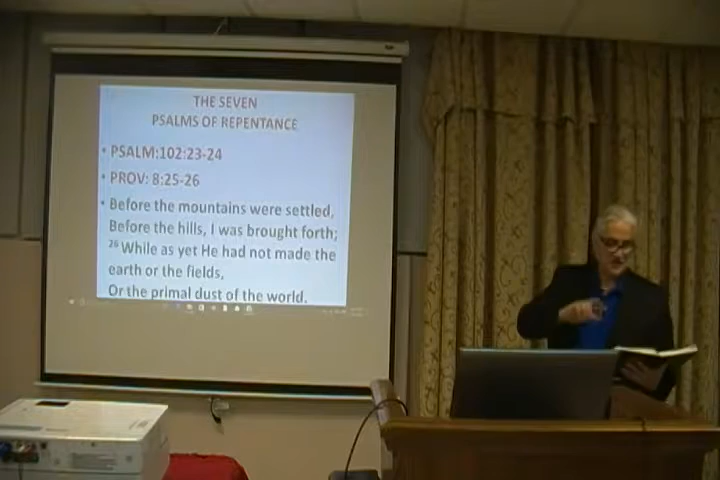 THE SEVEN
PSALMS OF REPENTANCE
• PSALM:102:23-24
• PROV: 8:25-26
• Before the mountains were settled,
Before the hills, I was brought forth;
26 While as yet He had not made the
earth or the fields,
Or the primal dust of the world.